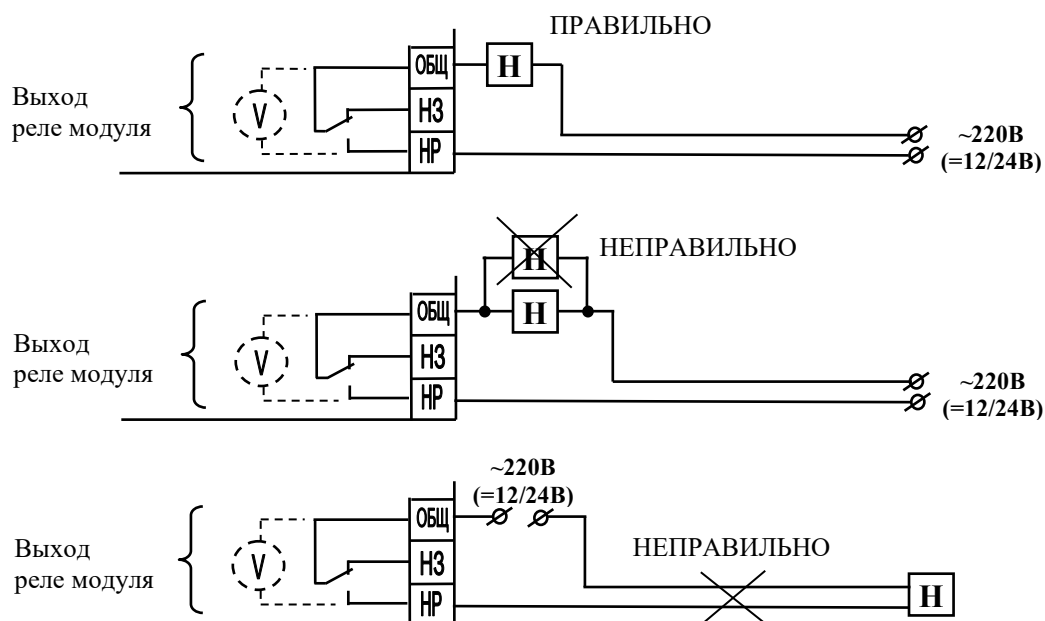 ПРАВИЛЬНО
ОБЩ
Н
Выход
реле модуля
V
НЗ
НР
~220В
(=12/24В)
НЕПРАВИЛЬНО
Н
ОБЩ
Н
Выход
реле модуля
V
НЗ
НР
~220В
(=12/24В)
~220В
(=12/24В)
ОБЩ
Выход
реле модуля
V
НЗ
НЕПРАВИЛЬНО
НР
Н